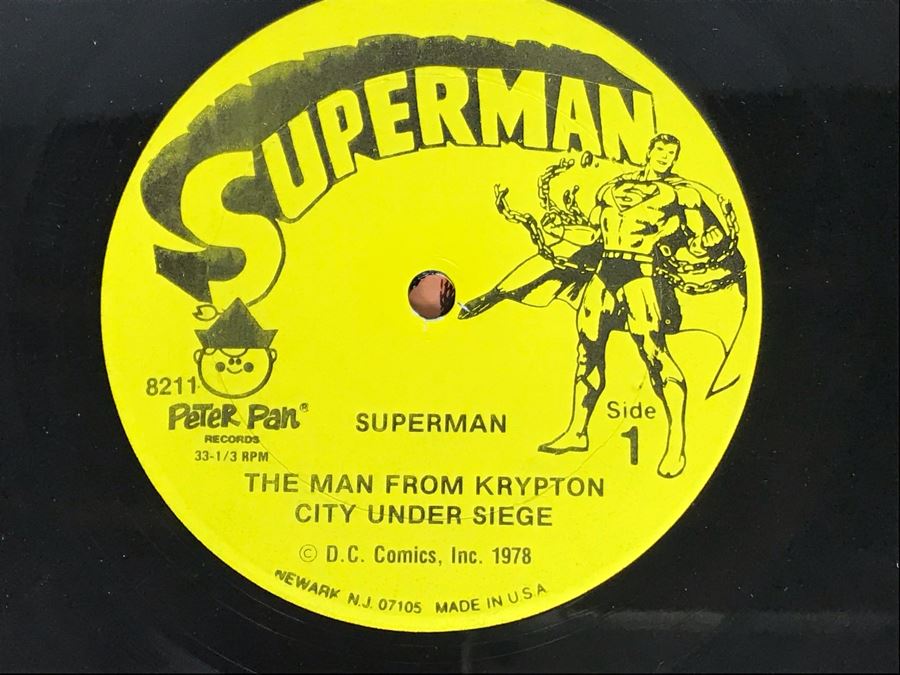 SUPERMAN
8211
Peter Pan®
RECORDS
33-1/3 RPM
SUPERMAN
Side
1
THE MAN FROM KRYPTON
CITY UNDER SIEGE
© D.C. Comics, Inc. 1978
NEWARK N.J. 07105 MADE IN U.S.A